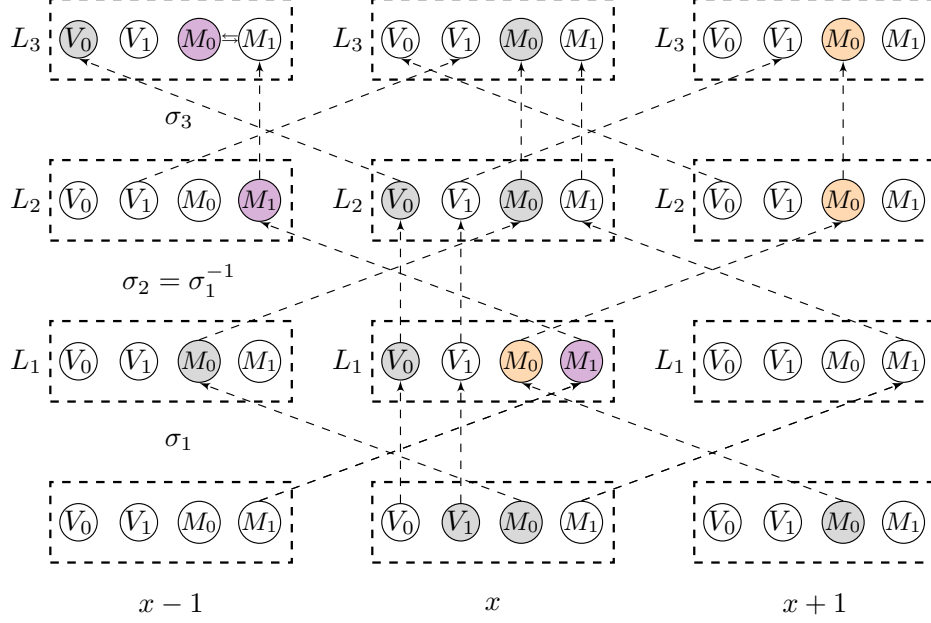 L₃ V₀ V₁ M₀ M₁ L₃ V₀ V₁ M₀ M₁ L₃ V₀ V₁ M₀ M₁
σ₃
L₂ V₀ V₁ M₀ M₁ L₂ V₀ V₁ M₀ M₁ L₂ V₀ V₁ M₀ M₁
σ₂ = σ₁⁻¹
L₁ V₀ V₁ M₀ M₁ L₁ V₀ V₁ M₀ M₁ L₁ V₀ V₁ M₀ M₁
σ₁
V₀ V₁ M₀ M₁ V₀ V₁ M₀ M₁ V₀ V₁ M₀ M₁
x − 1 x x + 1